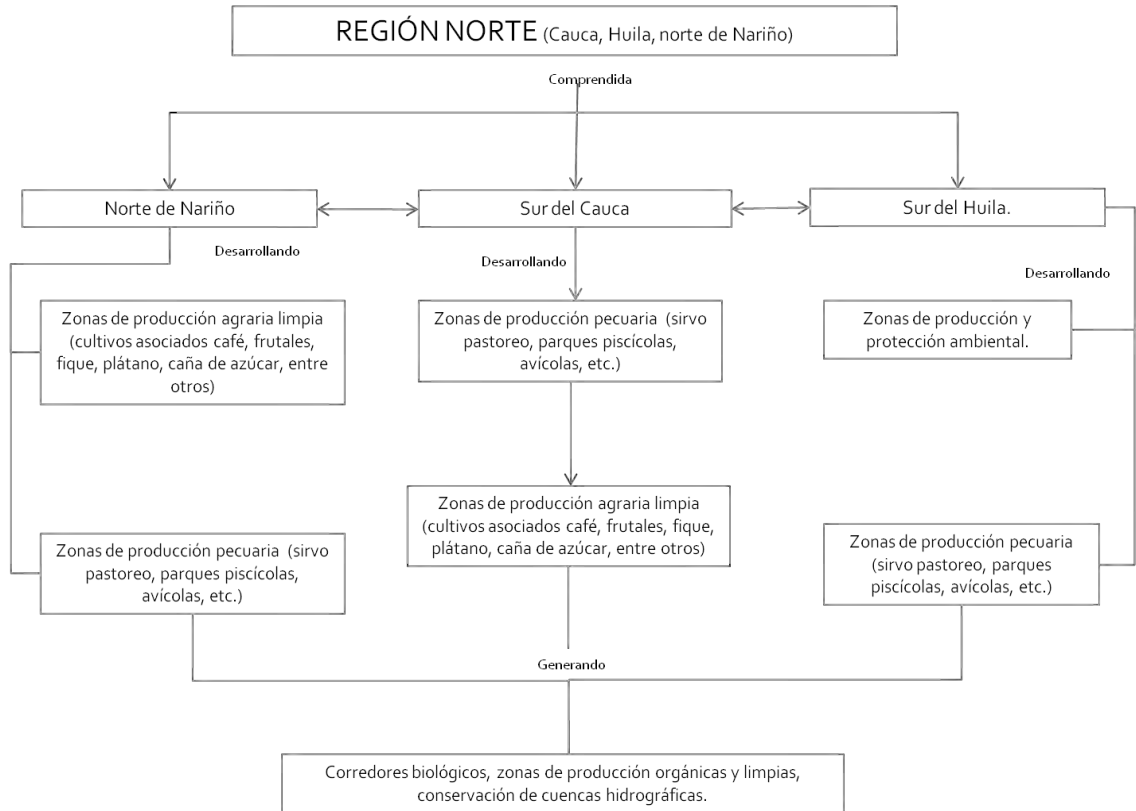 REGIÓN NORTE (Cauca, Huila, norte de Nariño)
Comprendida
Norte de Nariño
Sur del Cauca
Sur del Huila.
Desarrollando
Desarrollando
Desarrollando
Zonas de producción agraria limpia
(cultivos asociados café, frutales,
fique, plátano, caña de azúcar, entre
otros)
Zonas de producción pecuaria (sirvo
pastoreo, parques piscícolas,
avícolas, etc.)
Zonas de producción y
protección ambiental.
Zonas de producción pecuaria (sirvo
pastoreo, parques piscícolas,
avícolas, etc.)
Zonas de producción agraria limpia
(cultivos asociados café, frutales, fique,
plátano, caña de azúcar, entre otros)
Zonas de producción pecuaria
(sirvo pastoreo, parques
piscícolas, avícolas, etc.)
Generando
Corredores biológicos, zonas de producción orgánicas y limpias,
conservación de cuencas hidrográficas.